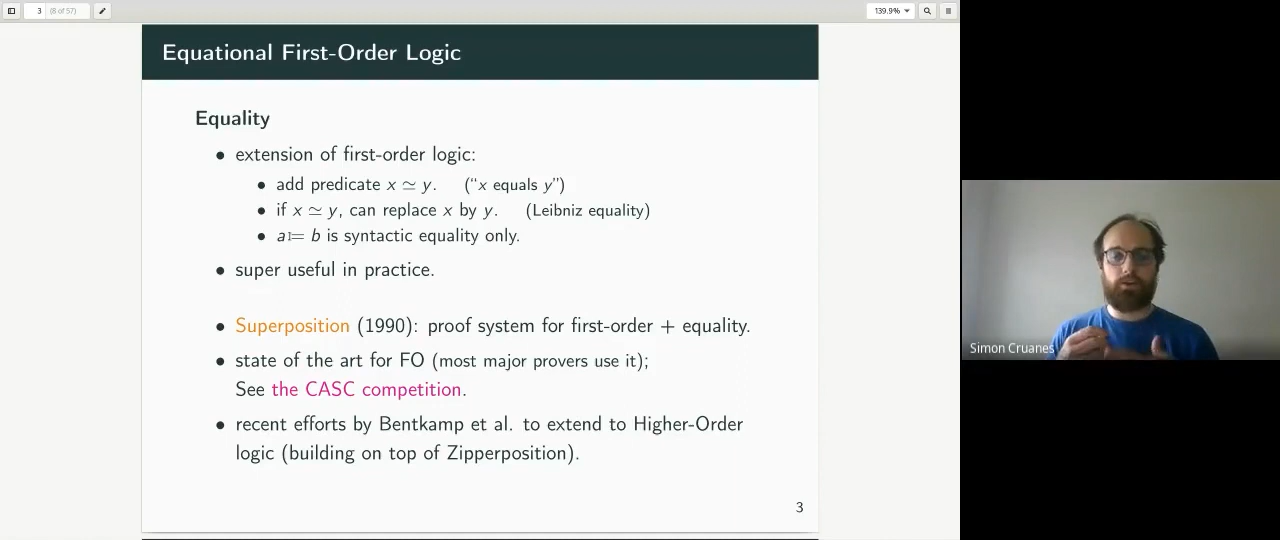 3 (8 of 57)
139.9%
Equational First-Order Logic
Equality
• extension of first-order logic:
• add predicate x ≃ y. (“x equals y”)
• if x ≃ y, can replace x by y. (Leibniz equality)
• a = b is syntactic equality only.
• super useful in practice.
• Superposition (1990): proof system for first-order + equality.
• state of the art for FO (most major provers use it);
See the CASC competition.
• recent efforts by Bentkamp et al. to extend to Higher-Order
logic (building on top of Zipperposition).
3
Simon Cruanes